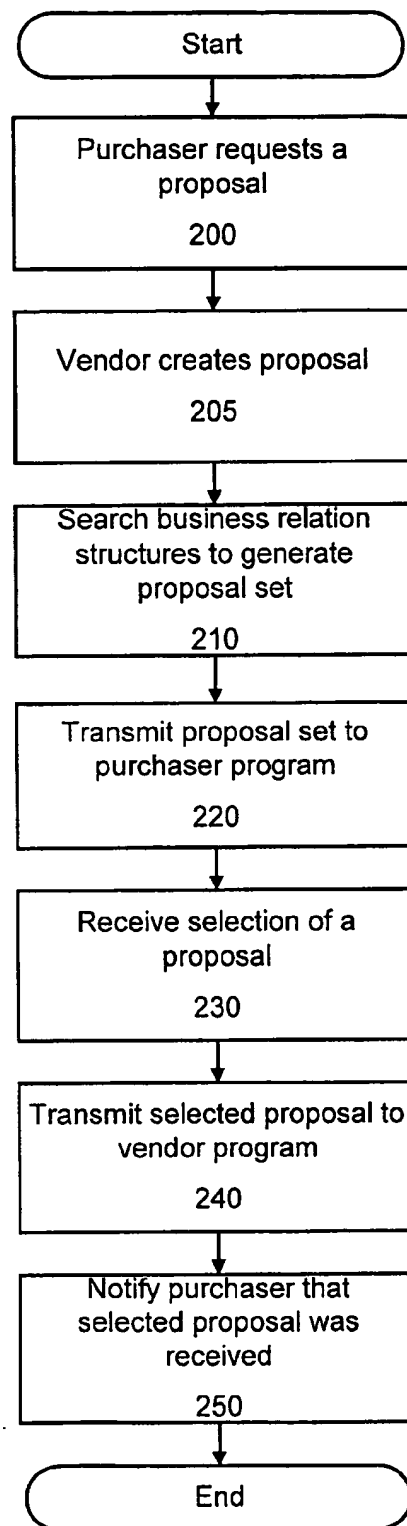 Start
Purchaser requests a
proposal
200
Vendor creates proposal
205
Search business relation
structures to generate
proposal set
210
Transmit proposal set to
purchaser program
220
Receive selection of a
proposal
230
Transmit selected proposal to
vendor program
240
Notify purchaser that
selected proposal was
received
250
End